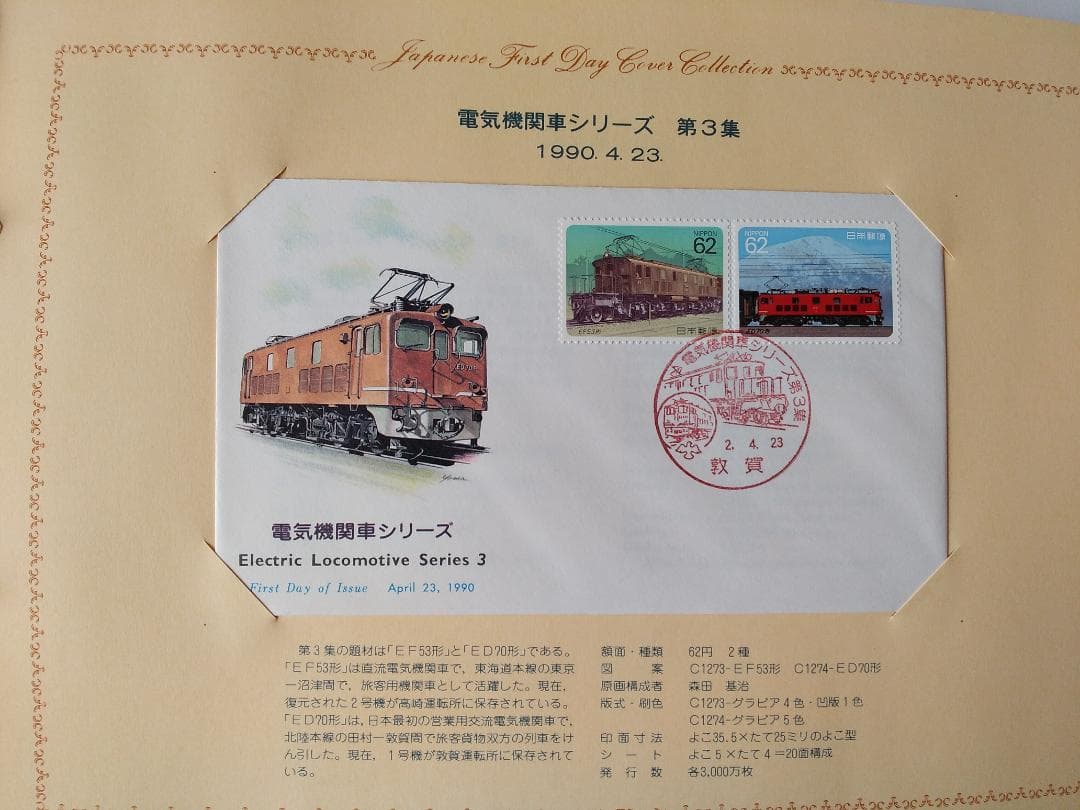 Japanese First Day Cover Collection
電気機関車シリーズ 第3集
1990. 4. 23.
NIPPON 62
EF53形 日本郵便
NIPPON
62 日本郵便
ED70形
電気機関車シリーズ第3集
2. 4. 23
敦賀
電気機関車シリーズ
Electric Locomotive Series 3
First Day of Issue April 23, 1990
第3集の題材は「EF53形」と「ED70形」である。
「EF53形」は直流電気機関車で，東海道本線の東京
一沼津間で，旅客用機関車として活躍した。現在，
復元された2号機が高崎運転所に保存されている。
「ED70形」は，日本最初の営業用交流電気機関車で，
北陸本線の田村一敦賀間で旅客貨物双方の列車をけ
ん引した。現在，1号機が敦賀運転所に保存されて
いる。
額面・種類 62円 2種
図案 C1273-EF53形 C1274-ED70形
原画構成者 森田 基治
版式・刷色 C1273-グラビア4色・凹版1色
C1274-グラビア5色
印面寸法 よこ35.5×たて25ミリのよこ型
シート よこ5×たて4=20面構成
発行数 各3,000万枚